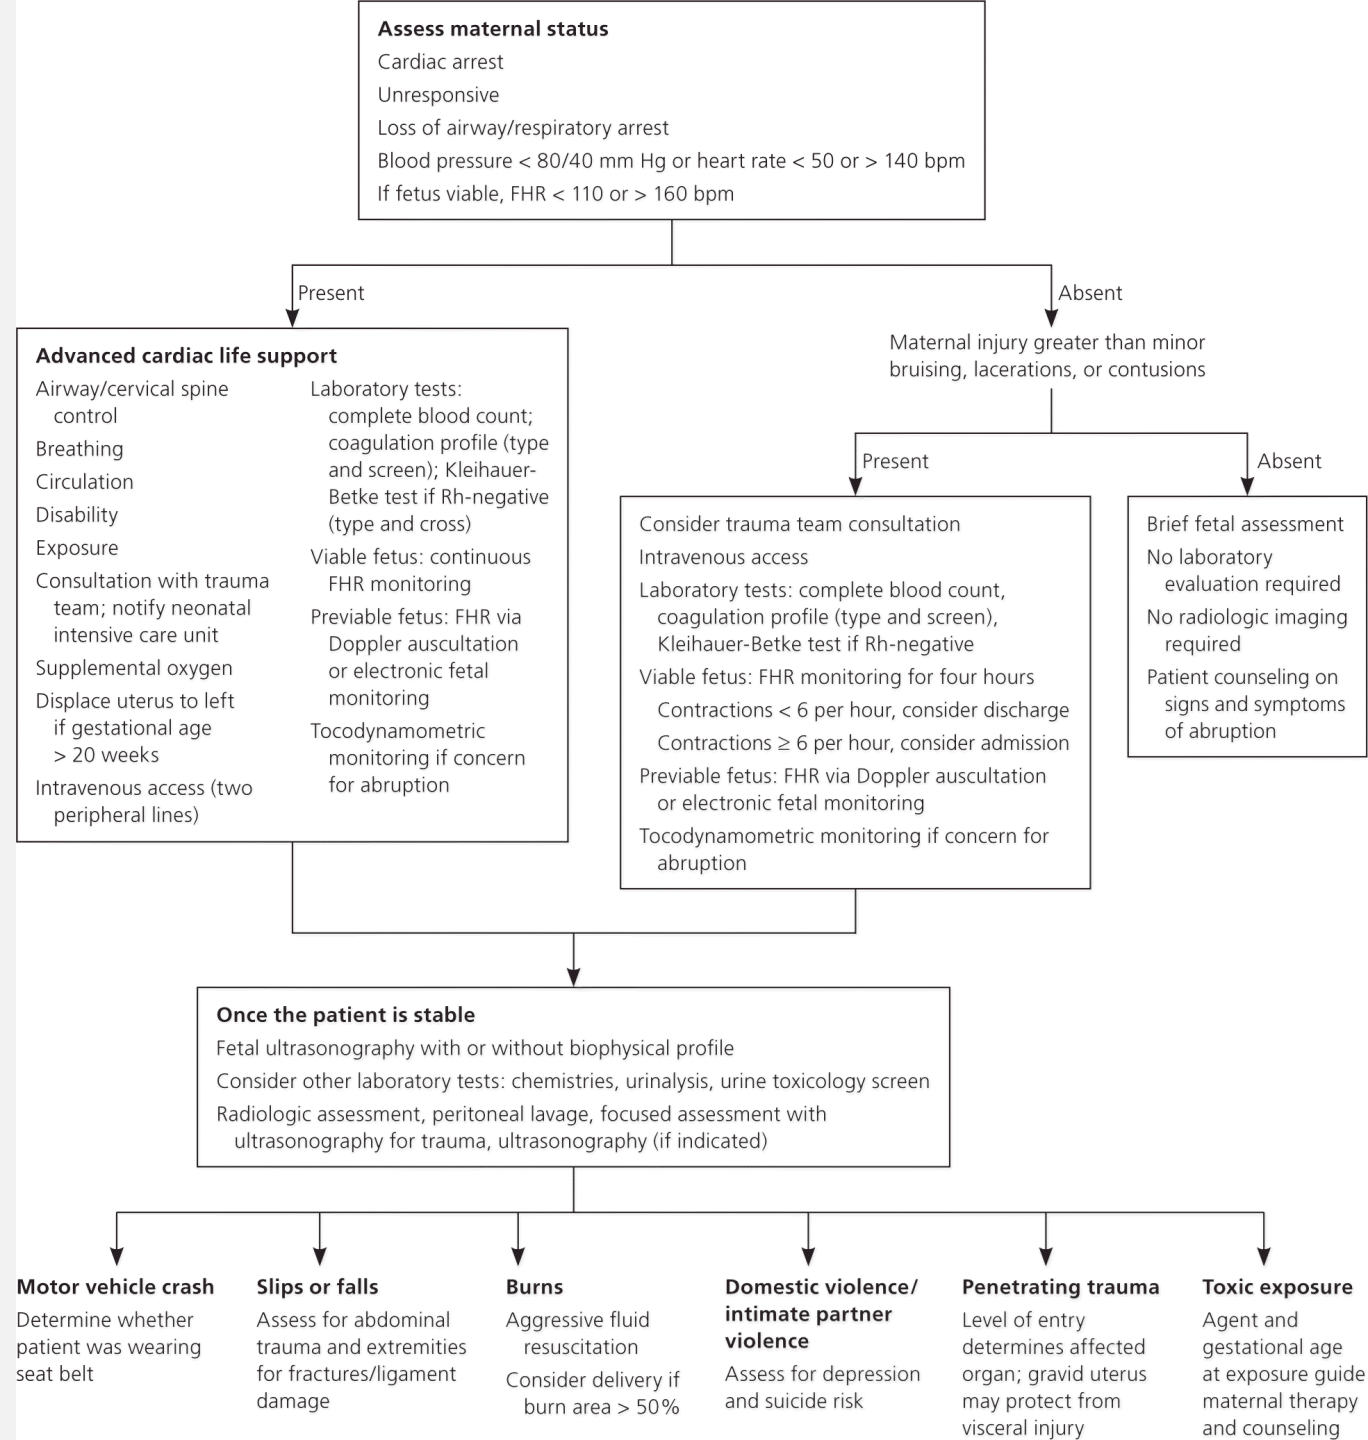 Assess maternal status
Cardiac arrest
Unresponsive
Loss of airway/respiratory arrest
Blood pressure < 80/40 mm Hg or heart rate < 50 or > 140 bpm
If fetus viable, FHR < 110 or > 160 bpm
Present
Absent
Advanced cardiac life support
Airway/cervical spine
control
Breathing
Circulation
Disability
Exposure
Consultation with trauma
team; notify neonatal
intensive care unit
Supplemental oxygen
Displace uterus to left
if gestational age
> 20 weeks
Intravenous access (two
peripheral lines)
Laboratory tests:
complete blood count;
coagulation profile (type
and screen); Kleihauer-
Betke test if Rh-negative
(type and cross)
Viable fetus: continuous
FHR monitoring
Previable fetus: FHR via
Doppler auscultation
or electronic fetal
monitoring
Tocodynamometric
monitoring if concern
for abruption
Maternal injury greater than minor
bruising, lacerations, or contusions
Present
Absent
Consider trauma team consultation
Intravenous access
Laboratory tests: complete blood count,
coagulation profile (type and screen),
Kleihauer-Betke test if Rh-negative
Viable fetus: FHR monitoring for four hours
Contractions < 6 per hour, consider discharge
Contractions ≥ 6 per hour, consider admission
Previable fetus: FHR via Doppler auscultation
or electronic fetal monitoring
Tocodynamometric monitoring if concern for
abruption
Brief fetal assessment
No laboratory
evaluation required
No radiologic imaging
required
Patient counseling on
signs and symptoms
of abruption
Once the patient is stable
Fetal ultrasonography with or without biophysical profile
Consider other laboratory tests: chemistries, urinalysis, urine toxicology screen
Radiologic assessment, peritoneal lavage, focused assessment with
ultrasonography for trauma, ultrasonography (if indicated)
Motor vehicle crash
Determine whether
patient was wearing
seat belt
Slips or falls
Assess for abdominal
trauma and extremities
for fractures/ligament
damage
Burns
Aggressive fluid
resuscitation
Consider delivery if
burn area > 50%
Domestic violence/
intimate partner
violence
Assess for depression
and suicide risk
Penetrating trauma
Level of entry
determines affected
organ; gravid uterus
may protect from
visceral injury
Toxic exposure
Agent and
gestational age
at exposure guide
maternal therapy
and counseling